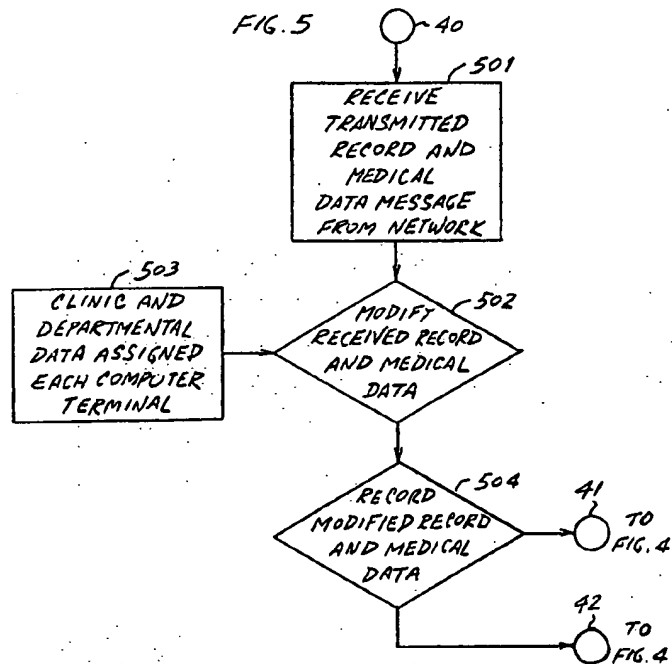 FIG. 5
40
501
RECEIVE
TRANSMITTED
RECORD AND
MEDICAL
DATA MESSAGE
FROM NETWORK
503
CLINIC AND
DEPARTMENTAL
DATA ASSIGNED
EACH COMPUTER
TERMINAL
502
MODIFY
RECEIVED RECORD
AND MEDICAL
DATA
504
RECORD
MODIFIED RECORD
AND MEDICAL
DATA
41
TO
FIG. 4
42
TO
FIG. 4